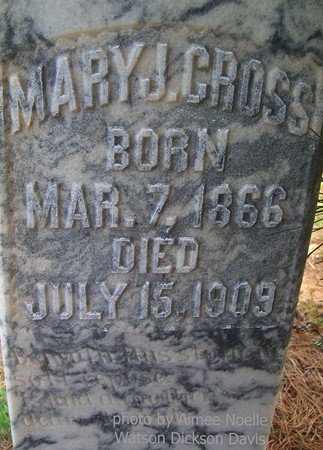 MARY J. CROSS
BORN
MAR. 7, 1866
DIED
JULY 15, 1909
photo by Aimee Noelle
Watson Dickson Davis